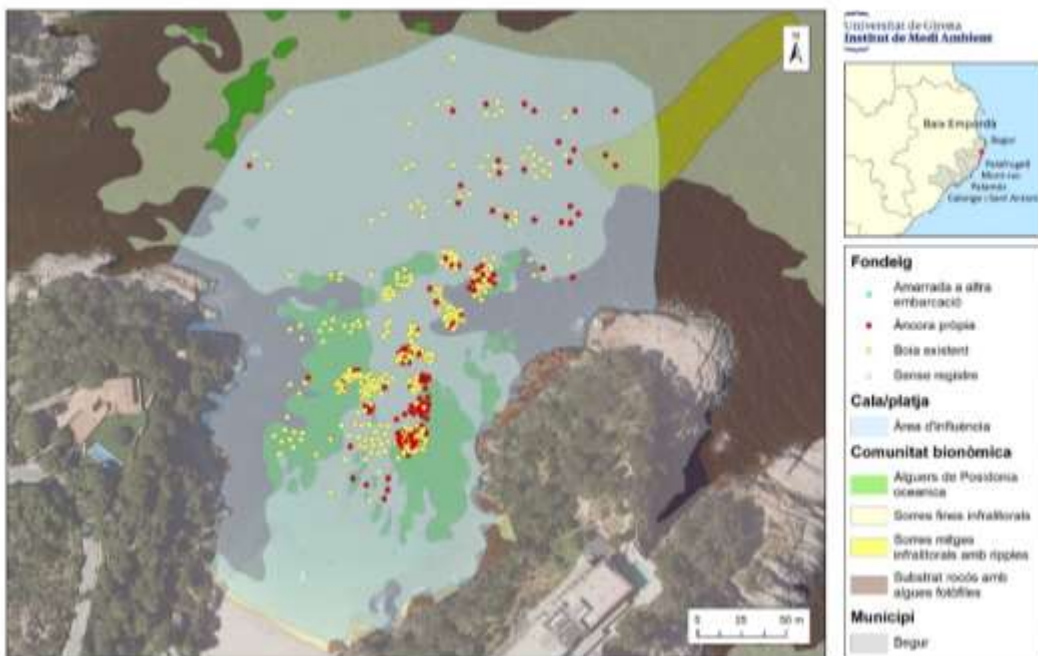 N
0 25 50 m
Universitat de Girona
Institut de Medi Ambient
Baix Empordà
Begur
Palafrugell
Mont-ras
Palamós
Calonge i Sant Antoni
Fondeig
Amarrada a altra
embarcació
Àncora pròpia
Boia existent
Sense registre
Cala/platja
Àrea d'influència
Comunitat bionòmica
Alguers de Posidonia
oceanica
Sorres fines infralitorals
Sorres mitges
infralitorals amb ripples
Substrat rocós amb
algues fotòfiles
Municipi
Begur